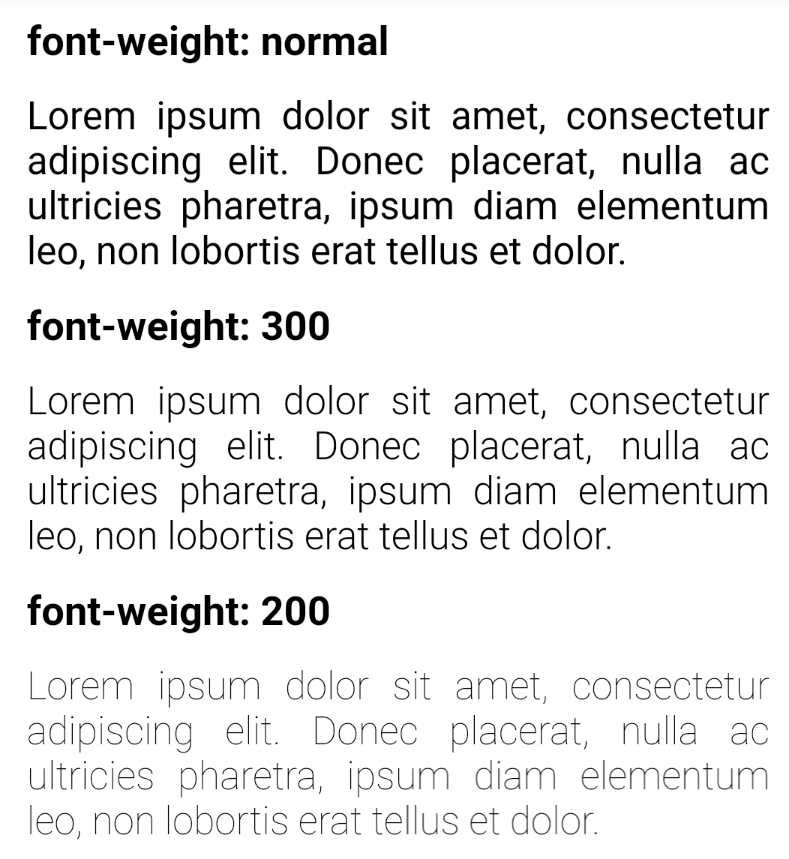 font-weight: normal
Lorem ipsum dolor sit amet, consectetur
adipiscing elit. Donec placerat, nulla ac
ultricies pharetra, ipsum diam elementum
leo, non lobortis erat tellus et dolor.
font-weight: 300
Lorem ipsum dolor sit amet, consectetur
adipiscing elit. Donec placerat, nulla ac
ultricies pharetra, ipsum diam elementum
leo, non lobortis erat tellus et dolor.
font-weight: 200
Lorem ipsum dolor sit amet, consectetur
adipiscing elit. Donec placerat, nulla ac
ultricies pharetra, ipsum diam elementum
leo, non lobortis erat tellus et dolor.